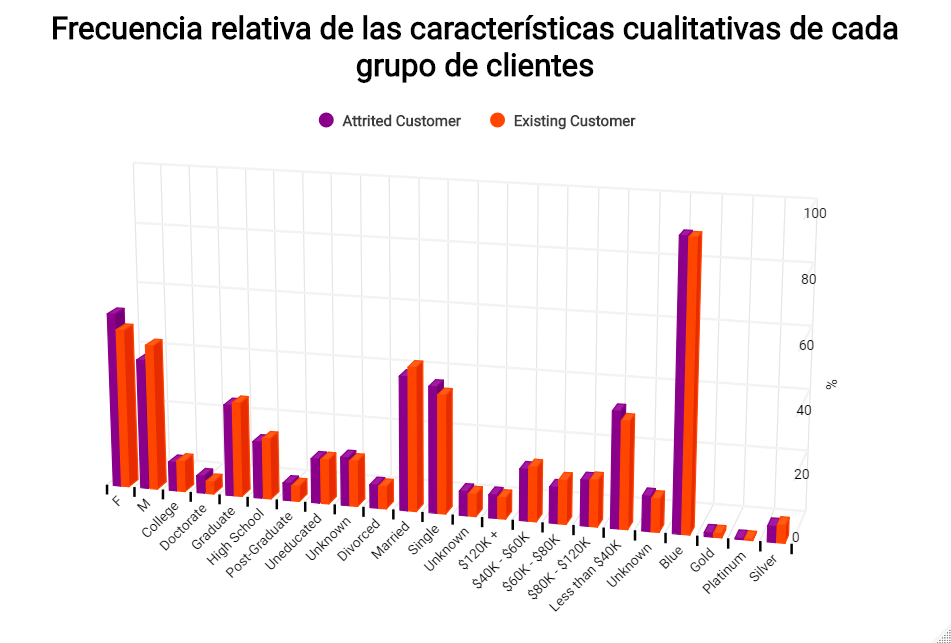 Frecuencia relativa de las características cualitativas de cada
grupo de clientes
Attrited Customer
Existing Customer
100
80
60
40
20
0
%
F
M
College
Doctorate
Graduate
High School
Post-Graduate
Uneducated
Unknown
Divorced
Married
Single
Unknown
$120K +
$40K - $60K
$60K - $80K
$80K - $120K
Less than $40K
Unknown
Blue
Gold
Platinum
Silver